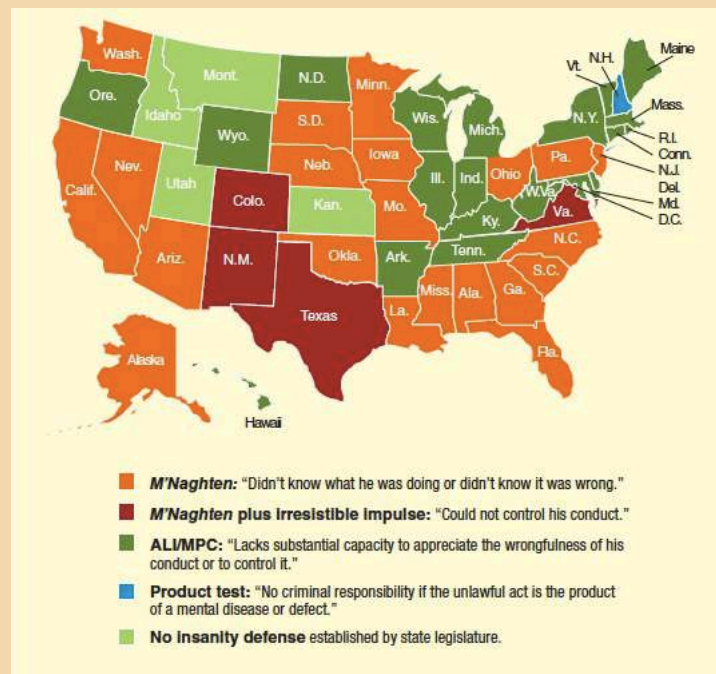 Wash.
Mont.
N.D.
Minn.
Vt.
N.H.
Maine
Ore.
Idaho
Wyo.
S.D.
Wis.
Mich.
N.Y.
Mass.
R.I.
Conn.
N.J.
Del.
Md.
D.C.
Nev.
Utah
Colo.
Neb.
Iowa
Ill.
Ind.
Ohio
Pa.
W.Va.
Va.
Calif.
Kan.
Mo.
Ky.
N.C.
Ariz.
N.M.
Okla.
Ark.
Tenn.
S.C.
Texas
La.
Miss.
Ala.
Ga.
Fla.
Alaska
Hawaii
M'Naghten: “Didn't know what he was doing or didn't know it was wrong.”
M'Naghten plus irresistible impulse: “Could not control his conduct.”
ALI/MPC: “Lacks substantial capacity to appreciate the wrongfulness of his
conduct or to control it.”
Product test: “No criminal responsibility if the unlawful act is the product
of a mental disease or defect.”
No insanity defense established by state legislature.